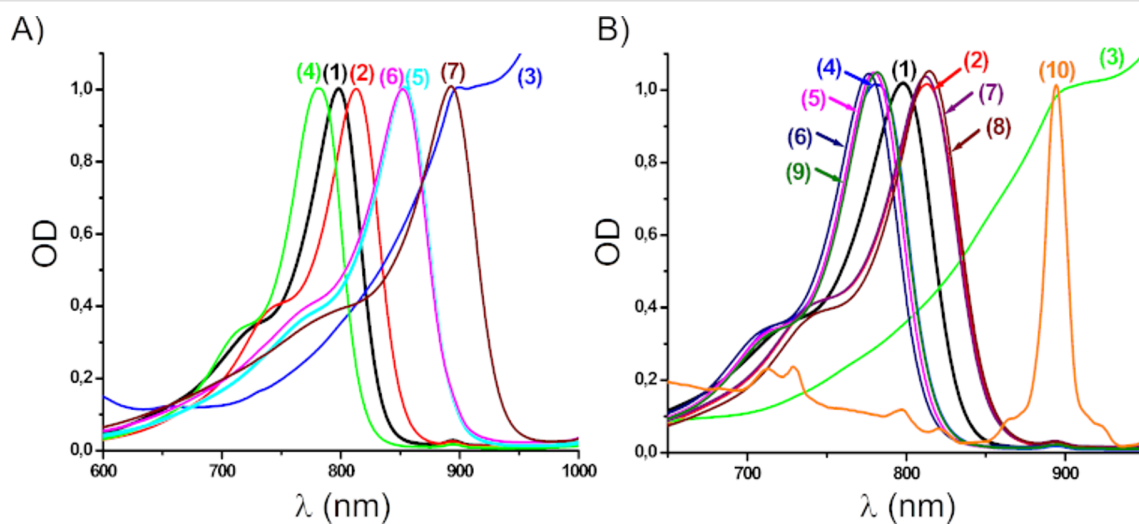 A)
(4) (1) (2) (6) (5) (7) (3)
1,0
0,8
0,6
0,4
0,2
0,0
OD
600 700 800 900 1000
λ (nm)
B)
(4) (1) (2) (10) (3)
(5) (7)
(6) (8)
(9)
1,0
0,8
0,6
0,4
0,2
0,0
OD
700 800 900
λ (nm)